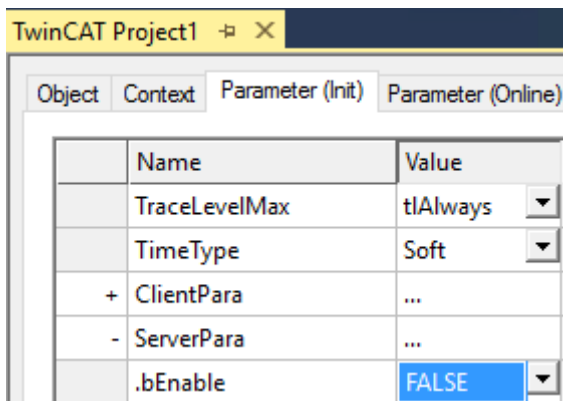 TwinCAT Project1
Object Context Parameter (Init) Parameter (Online)
Name Value
TraceLevelMax tlAlways
TimeType Soft
+ ClientPara ...
- ServerPara ...
.bEnable FALSE